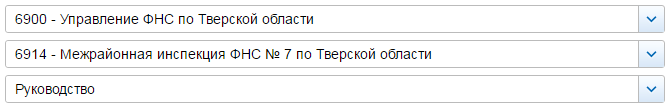 6900 - Управление ФНС по Тверской области
6914 - Межрайонная инспекция ФНС № 7 по Тверской области
Руководство